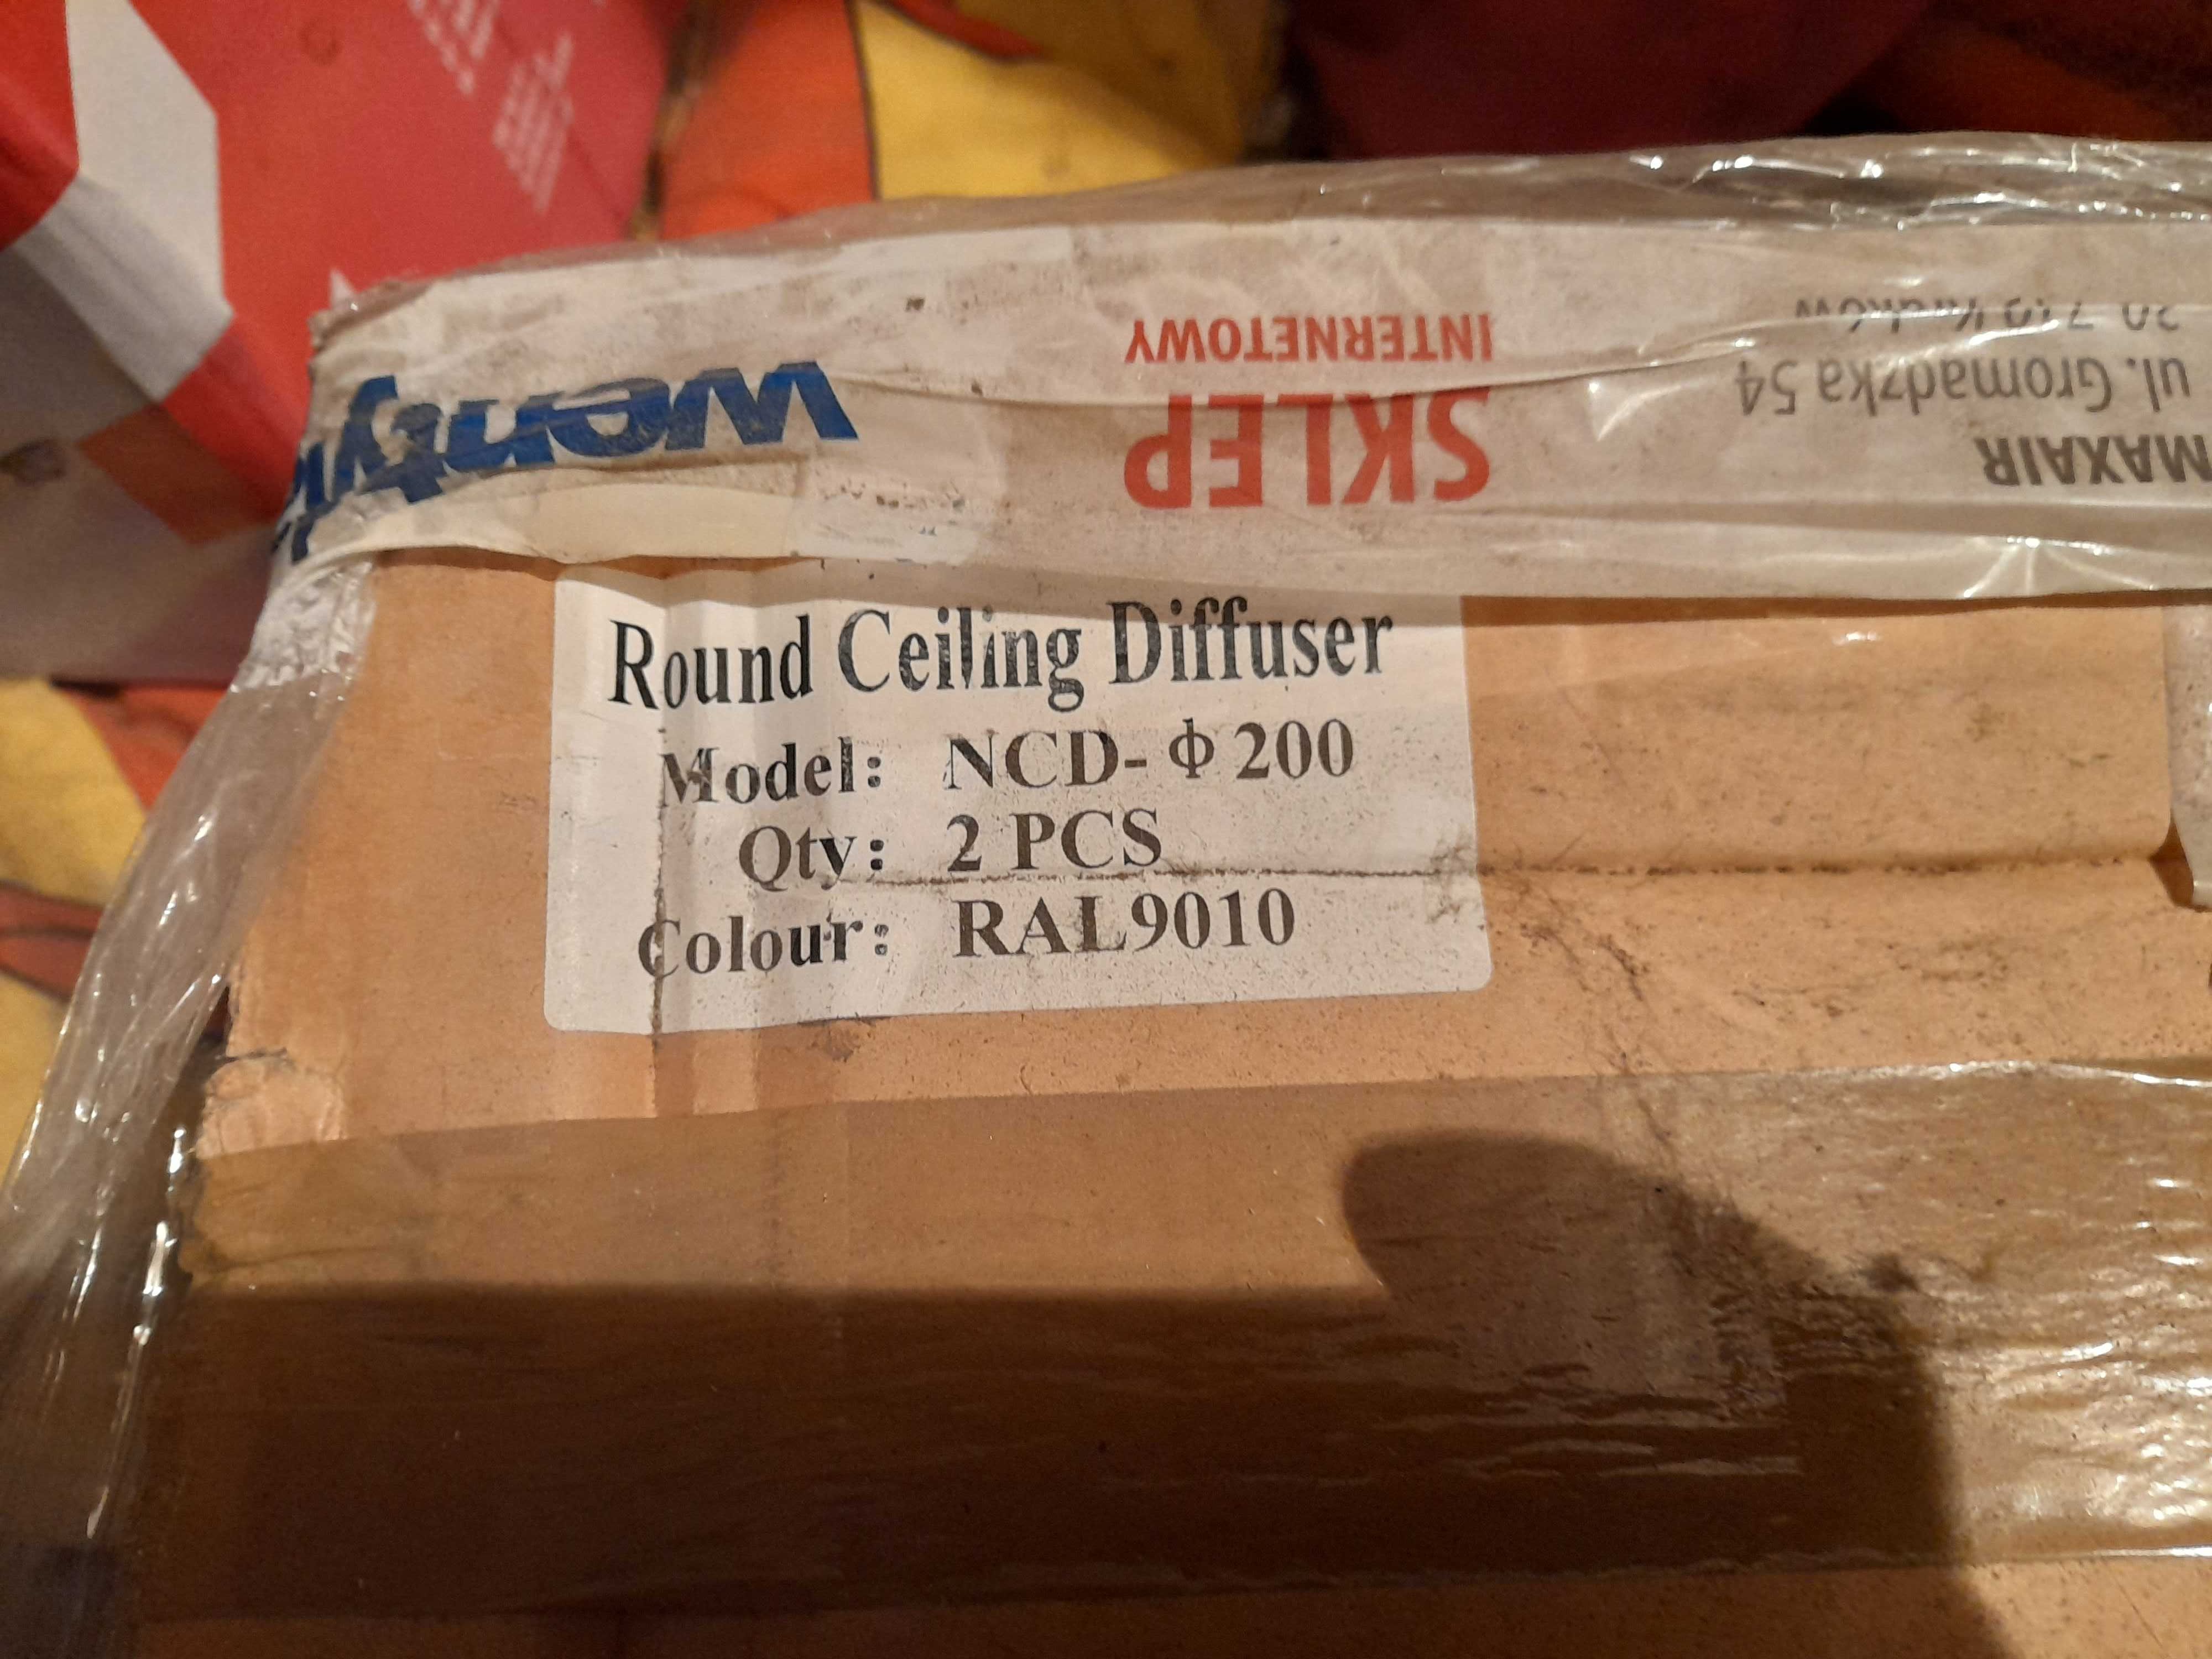 SKLEP
INTERNETOWY
MAXAIR
ul. Gromadzka 54
Round Ceiling Diffuser
Model: NCD-Φ200
Qty: 2 PCS
Colour: RAL9010